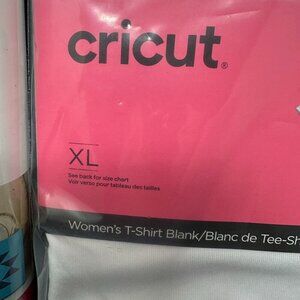 cricut®
XL
See back for size chart
Voir verso pour tableau des tailles
Women's T-Shirt Blank/Blanc de Tee-Sh